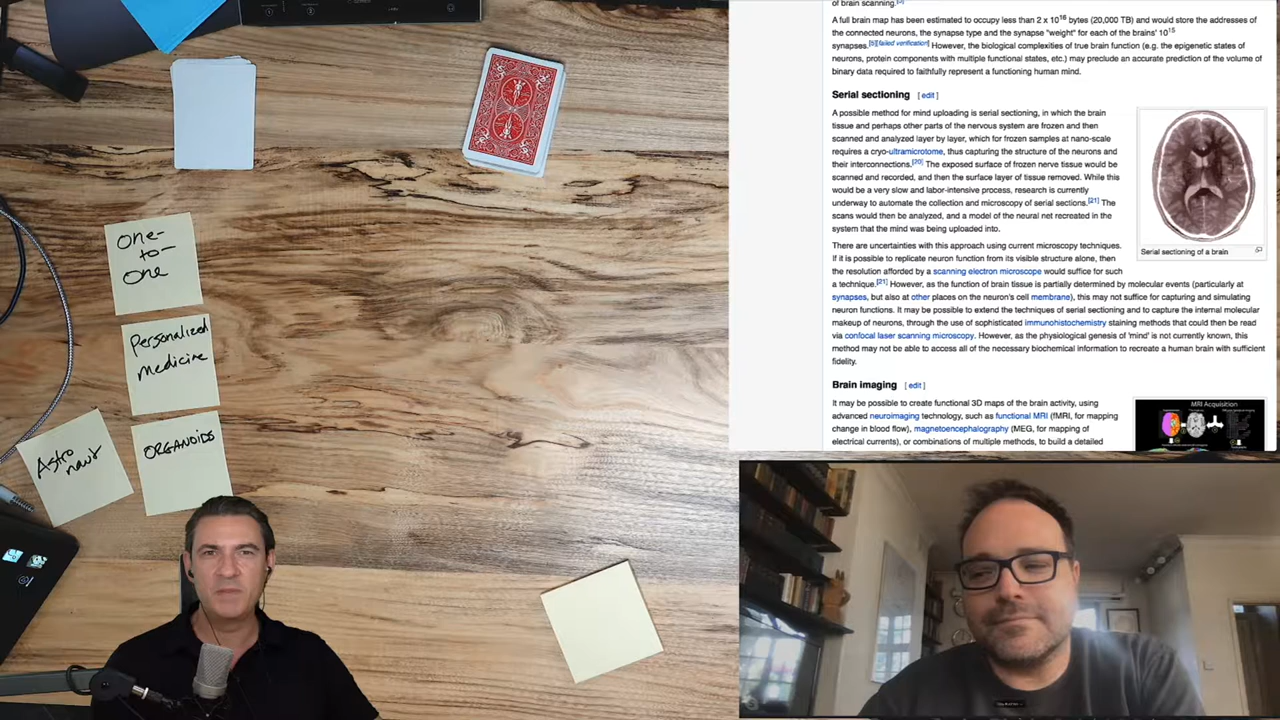 One-
to-
one
Personalized
medicine
Astro
naut
ORGANOIDS
of brain scanning.
A full brain map has been estimated to occupy less than 2 x 10¹⁶ bytes (20,000 TB) and would store the addresses of
the connected neurons, the synapse type and the synapse "weight" for each of the brains' 10¹⁵
synapses.[5][failed verification] However, the biological complexities of true brain function (e.g. the epigenetic states of
neurons, protein components with multiple functional states, etc.) may preclude an accurate prediction of the volume of
binary data required to faithfully represent a functioning human mind.
Serial sectioning [ edit ]
A possible method for mind uploading is serial sectioning, in which the brain
tissue and perhaps other parts of the nervous system are frozen and then
scanned and analyzed layer by layer, which for frozen samples at nano-scale
requires a cryo-ultramicrotome, thus capturing the structure of the neurons and
their interconnections.[20] The exposed surface of frozen nerve tissue would be
scanned and recorded, and then the surface layer of tissue removed. While this
would be a very slow and labor-intensive process, research is currently
underway to automate the collection and microscopy of serial sections.[21] The
scans would then be analyzed, and a model of the neural net recreated in the
system that the mind was being uploaded into.
Serial sectioning of a brain
There are uncertainties with this approach using current microscopy techniques.
If it is possible to replicate neuron function from its visible structure alone, then
the resolution afforded by a scanning electron microscope would suffice for such
a technique.[21] However, as the function of brain tissue is partially determined by molecular events (particularly at
synapses, but also at other places on the neuron's cell membrane), this may not suffice for capturing and simulating
neuron functions. It may be possible to extend the techniques of serial sectioning and to capture the internal molecular
makeup of neurons, through the use of sophisticated immunohistochemistry staining methods that could then be read
via confocal laser scanning microscopy. However, as the physiological genesis of 'mind' is not currently known, this
method may not be able to access all of the necessary biochemical information to recreate a human brain with sufficient
fidelity.
Brain imaging [ edit ]
It may be possible to create functional 3D maps of the brain activity, using
advanced neuroimaging technology, such as functional MRI (fMRI, for mapping
change in blood flow), magnetoencephalography (MEG, for mapping of
electrical currents), or combinations of multiple methods, to build a detailed
MRI Acquisition